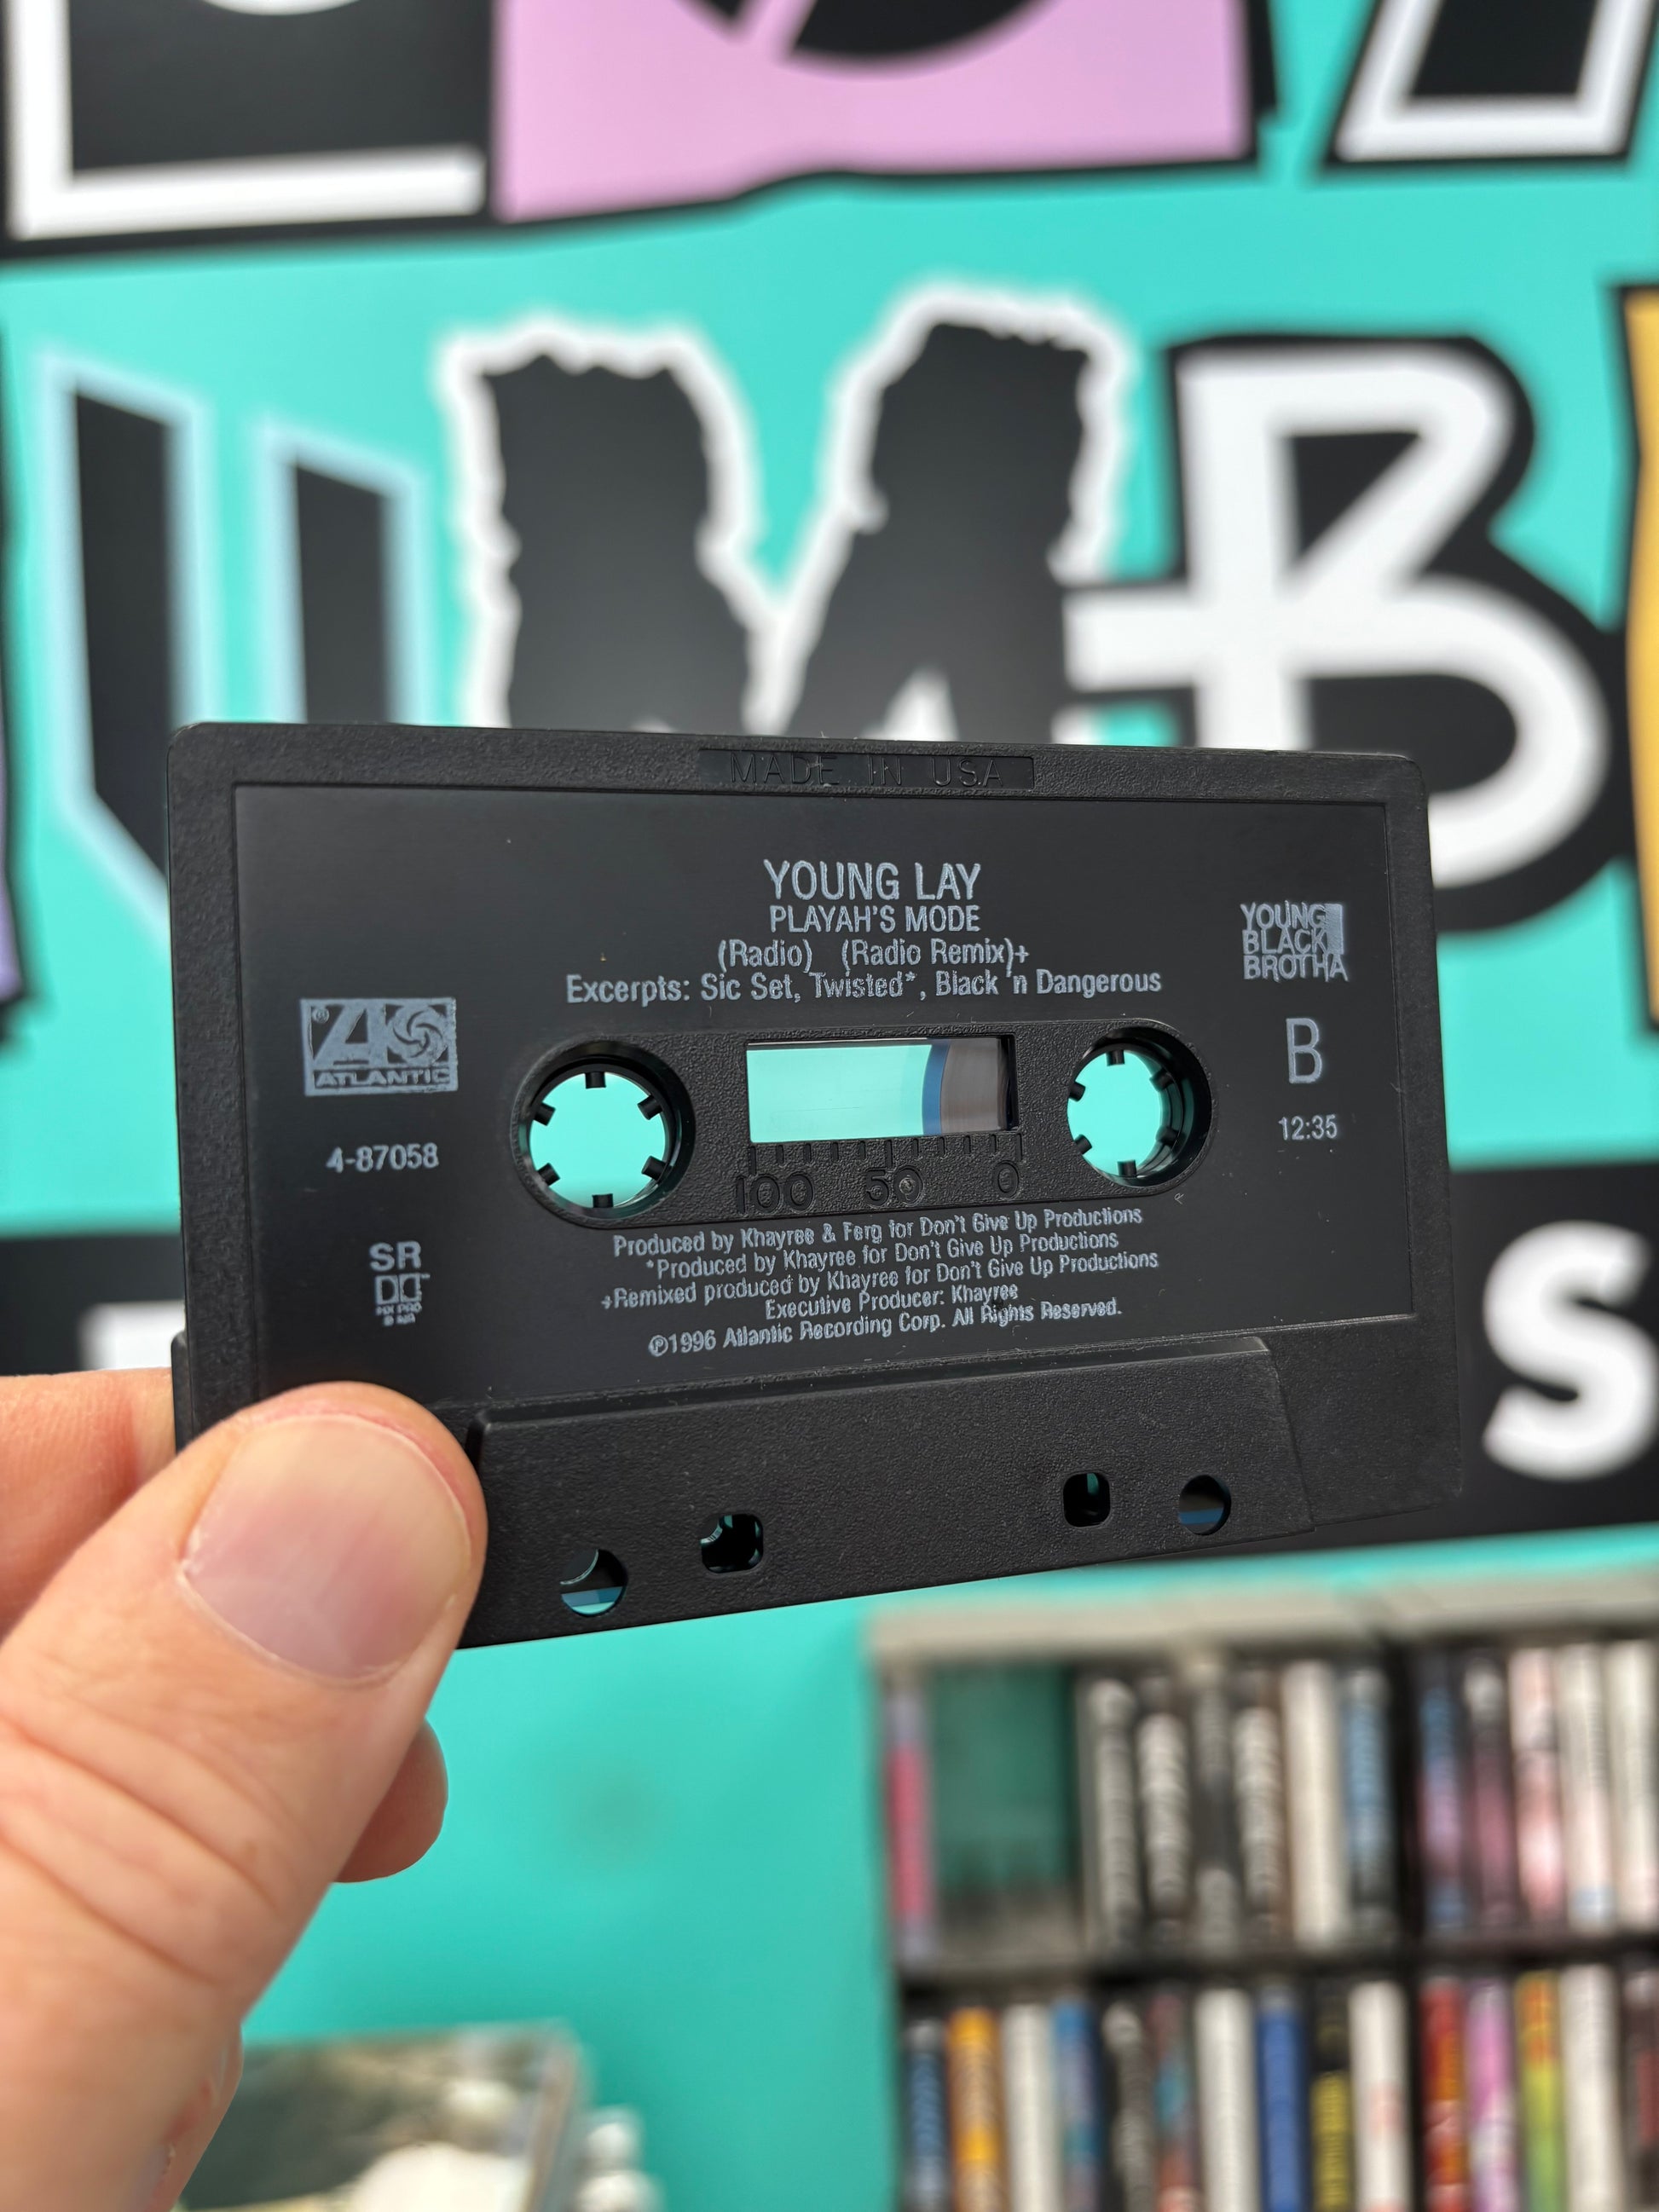 MADE IN USA
YOUNG LAY
PLAYAH'S MODE
(Radio) (Radio Remix)+
Excerpts: Sic Set, Twisted*, Black 'n Dangerous
YOUNG
BLACK
BROTHA
ATLANTIC
®
B
4-87058
12:35
100 50 0
SR
HX PRO
Produced by Khayree & Ferg for Don't Give Up Productions
*Produced by Khayree for Don't Give Up Productions
+Remixed produced by Khayree for Don't Give Up Productions
Executive Producer: Khayree
℗1996 Atlantic Recording Corp. All Rights Reserved.
S